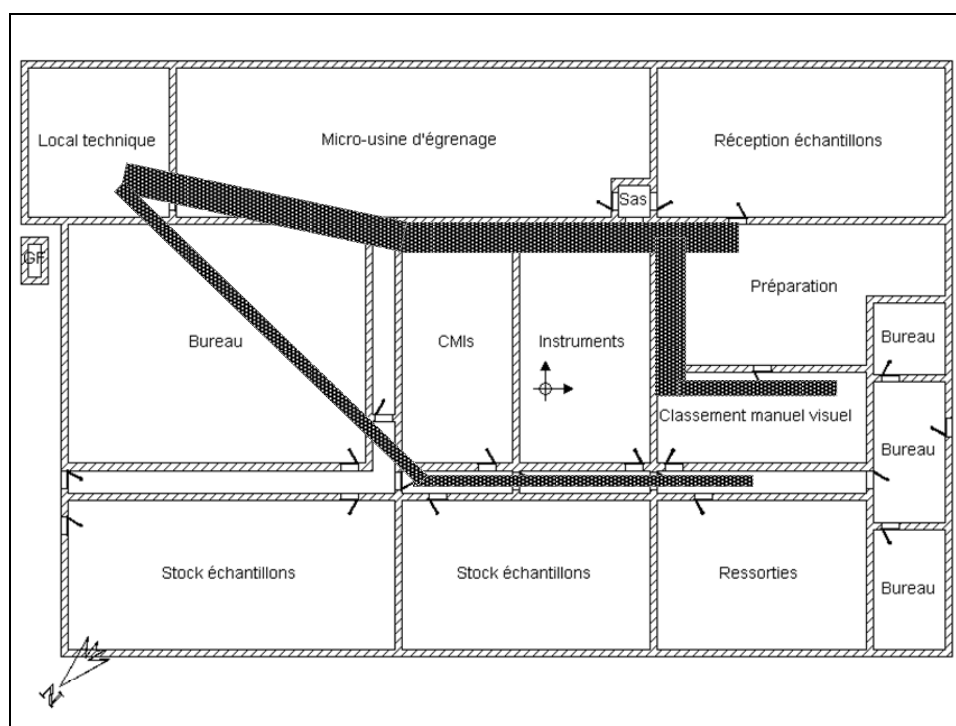 Local technique
Micro-usine d'égrenage
Réception échantillons
Sas
GF
Préparation
Bureau
CMIs
Instruments
Bureau
Classement manuel visuel
Bureau
Stock échantillons
Stock échantillons
Ressorties
Bureau
N